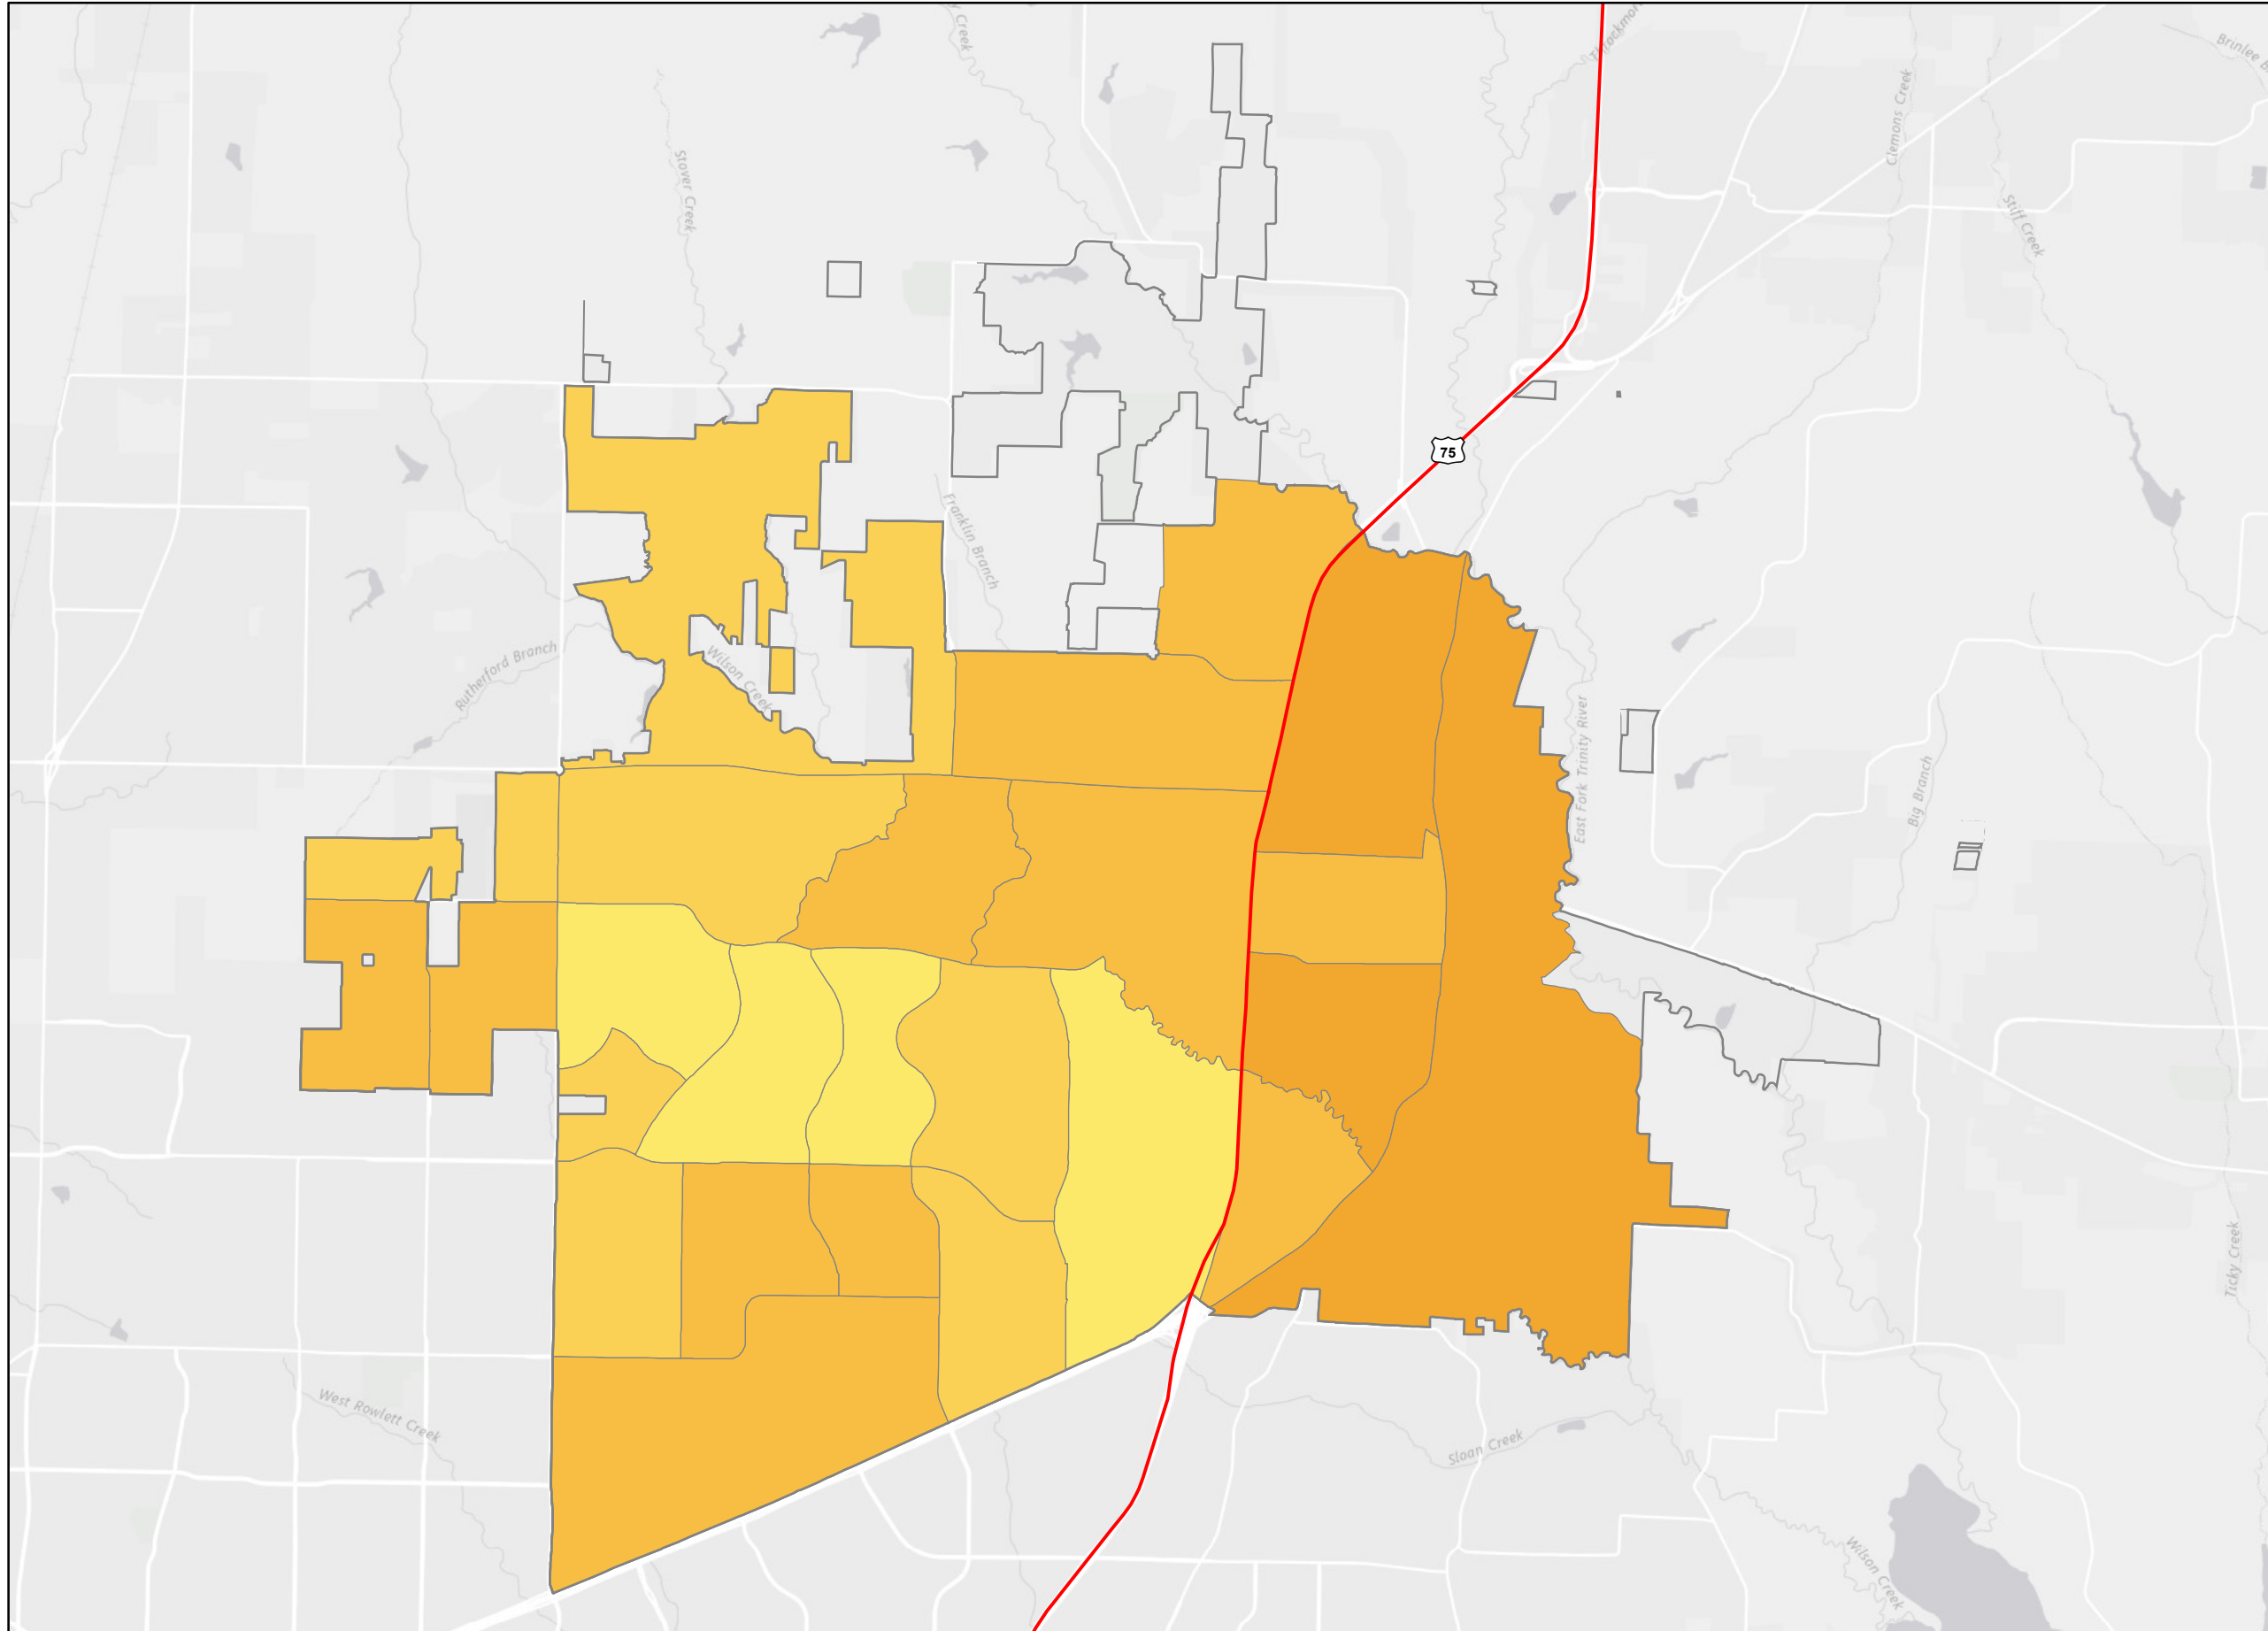 Stover Creek
Clemons Creek
Stiff Creek
75
Franklin Branch
Rutherford Branch
Wilson Creek
East Fork Trinity River
Big Branch
Ticky Creek
West Rowlett Creek
Sloan Creek
Wilson Creek
Creek
Brinlee